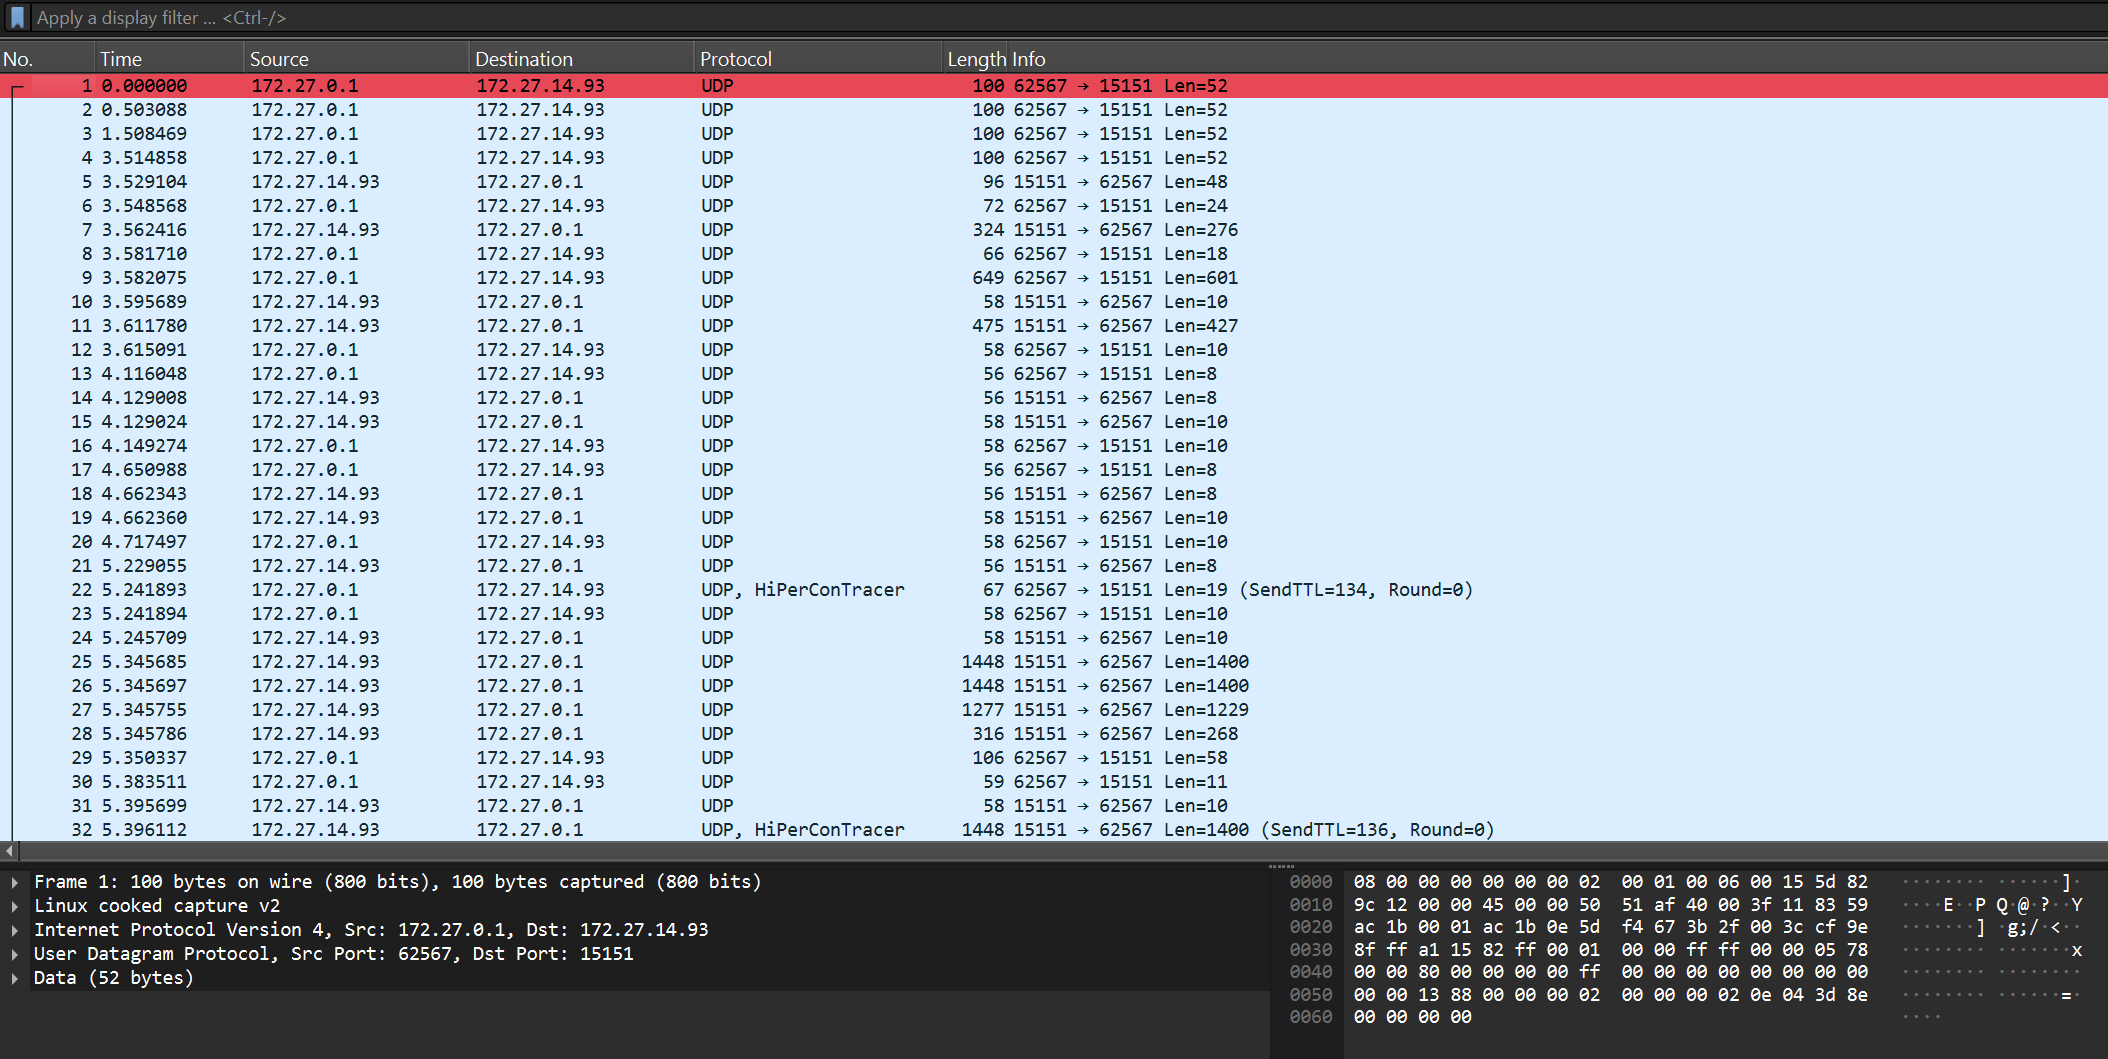 Apply a display filter ... <Ctrl-/>
No. Time Source Destination Protocol Length Info
1 0.000000 172.27.0.1 172.27.14.93 UDP 100 62567 → 15151 Len=52
2 0.503088 172.27.0.1 172.27.14.93 UDP 100 62567 → 15151 Len=52
3 1.508469 172.27.0.1 172.27.14.93 UDP 100 62567 → 15151 Len=52
4 3.514858 172.27.0.1 172.27.14.93 UDP 100 62567 → 15151 Len=52
5 3.529104 172.27.14.93 172.27.0.1 UDP 96 15151 → 62567 Len=48
6 3.548568 172.27.0.1 172.27.14.93 UDP 72 62567 → 15151 Len=24
7 3.562416 172.27.14.93 172.27.0.1 UDP 324 15151 → 62567 Len=276
8 3.581710 172.27.0.1 172.27.14.93 UDP 66 62567 → 15151 Len=18
9 3.582075 172.27.0.1 172.27.14.93 UDP 649 62567 → 15151 Len=601
10 3.595689 172.27.14.93 172.27.0.1 UDP 58 15151 → 62567 Len=10
11 3.611780 172.27.14.93 172.27.0.1 UDP 475 15151 → 62567 Len=427
12 3.615091 172.27.0.1 172.27.14.93 UDP 58 62567 → 15151 Len=10
13 4.116048 172.27.0.1 172.27.14.93 UDP 56 62567 → 15151 Len=8
14 4.129008 172.27.14.93 172.27.0.1 UDP 56 15151 → 62567 Len=8
15 4.129024 172.27.14.93 172.27.0.1 UDP 58 15151 → 62567 Len=10
16 4.149274 172.27.0.1 172.27.14.93 UDP 58 62567 → 15151 Len=10
17 4.650988 172.27.0.1 172.27.14.93 UDP 56 62567 → 15151 Len=8
18 4.662343 172.27.14.93 172.27.0.1 UDP 56 15151 → 62567 Len=8
19 4.662360 172.27.14.93 172.27.0.1 UDP 58 15151 → 62567 Len=10
20 4.717497 172.27.0.1 172.27.14.93 UDP 58 62567 → 15151 Len=10
21 5.229055 172.27.14.93 172.27.0.1 UDP 56 15151 → 62567 Len=8
22 5.241893 172.27.0.1 172.27.14.93 UDP, HiPerConTracer 67 62567 → 15151 Len=19 (SendTTL=134, Round=0)
23 5.241894 172.27.0.1 172.27.14.93 UDP 58 62567 → 15151 Len=10
24 5.245709 172.27.14.93 172.27.0.1 UDP 58 15151 → 62567 Len=10
25 5.345685 172.27.14.93 172.27.0.1 UDP 1448 15151 → 62567 Len=1400
26 5.345697 172.27.14.93 172.27.0.1 UDP 1448 15151 → 62567 Len=1400
27 5.345755 172.27.14.93 172.27.0.1 UDP 1277 15151 → 62567 Len=1229
28 5.345786 172.27.14.93 172.27.0.1 UDP 316 15151 → 62567 Len=268
29 5.350337 172.27.0.1 172.27.14.93 UDP 106 62567 → 15151 Len=58
30 5.383511 172.27.0.1 172.27.14.93 UDP 59 62567 → 15151 Len=11
31 5.395699 172.27.14.93 172.27.0.1 UDP 58 15151 → 62567 Len=10
32 5.396112 172.27.14.93 172.27.0.1 UDP, HiPerConTracer 1448 15151 → 62567 Len=1400 (SendTTL=136, Round=0)
Frame 1: 100 bytes on wire (800 bits), 100 bytes captured (800 bits)
Linux cooked capture v2
Internet Protocol Version 4, Src: 172.27.0.1, Dst: 172.27.14.93
User Datagram Protocol, Src Port: 62567, Dst Port: 15151
Data (52 bytes)
0000 08 00 00 00 00 00 00 02 00 01 00 06 00 15 5d 82 ········ ······]·
0010 9c 12 00 00 45 00 00 50 51 af 40 00 3f 11 83 59 ····E··P Q·@·?··Y
0020 ac 1b 00 01 ac 1b 0e 5d f4 67 3b 2f 00 3c cf 9e ·······] ·g;/·<··
0030 8f ff a1 15 82 ff 00 01 00 00 ff ff 00 00 05 78 ········ ·······x
0040 00 00 80 00 00 00 00 ff 00 00 00 00 00 00 00 00 ········ ········
0050 00 00 13 88 00 00 00 02 00 00 00 02 0e 04 3d 8e ········ ······=·
0060 00 00 00 00 ····